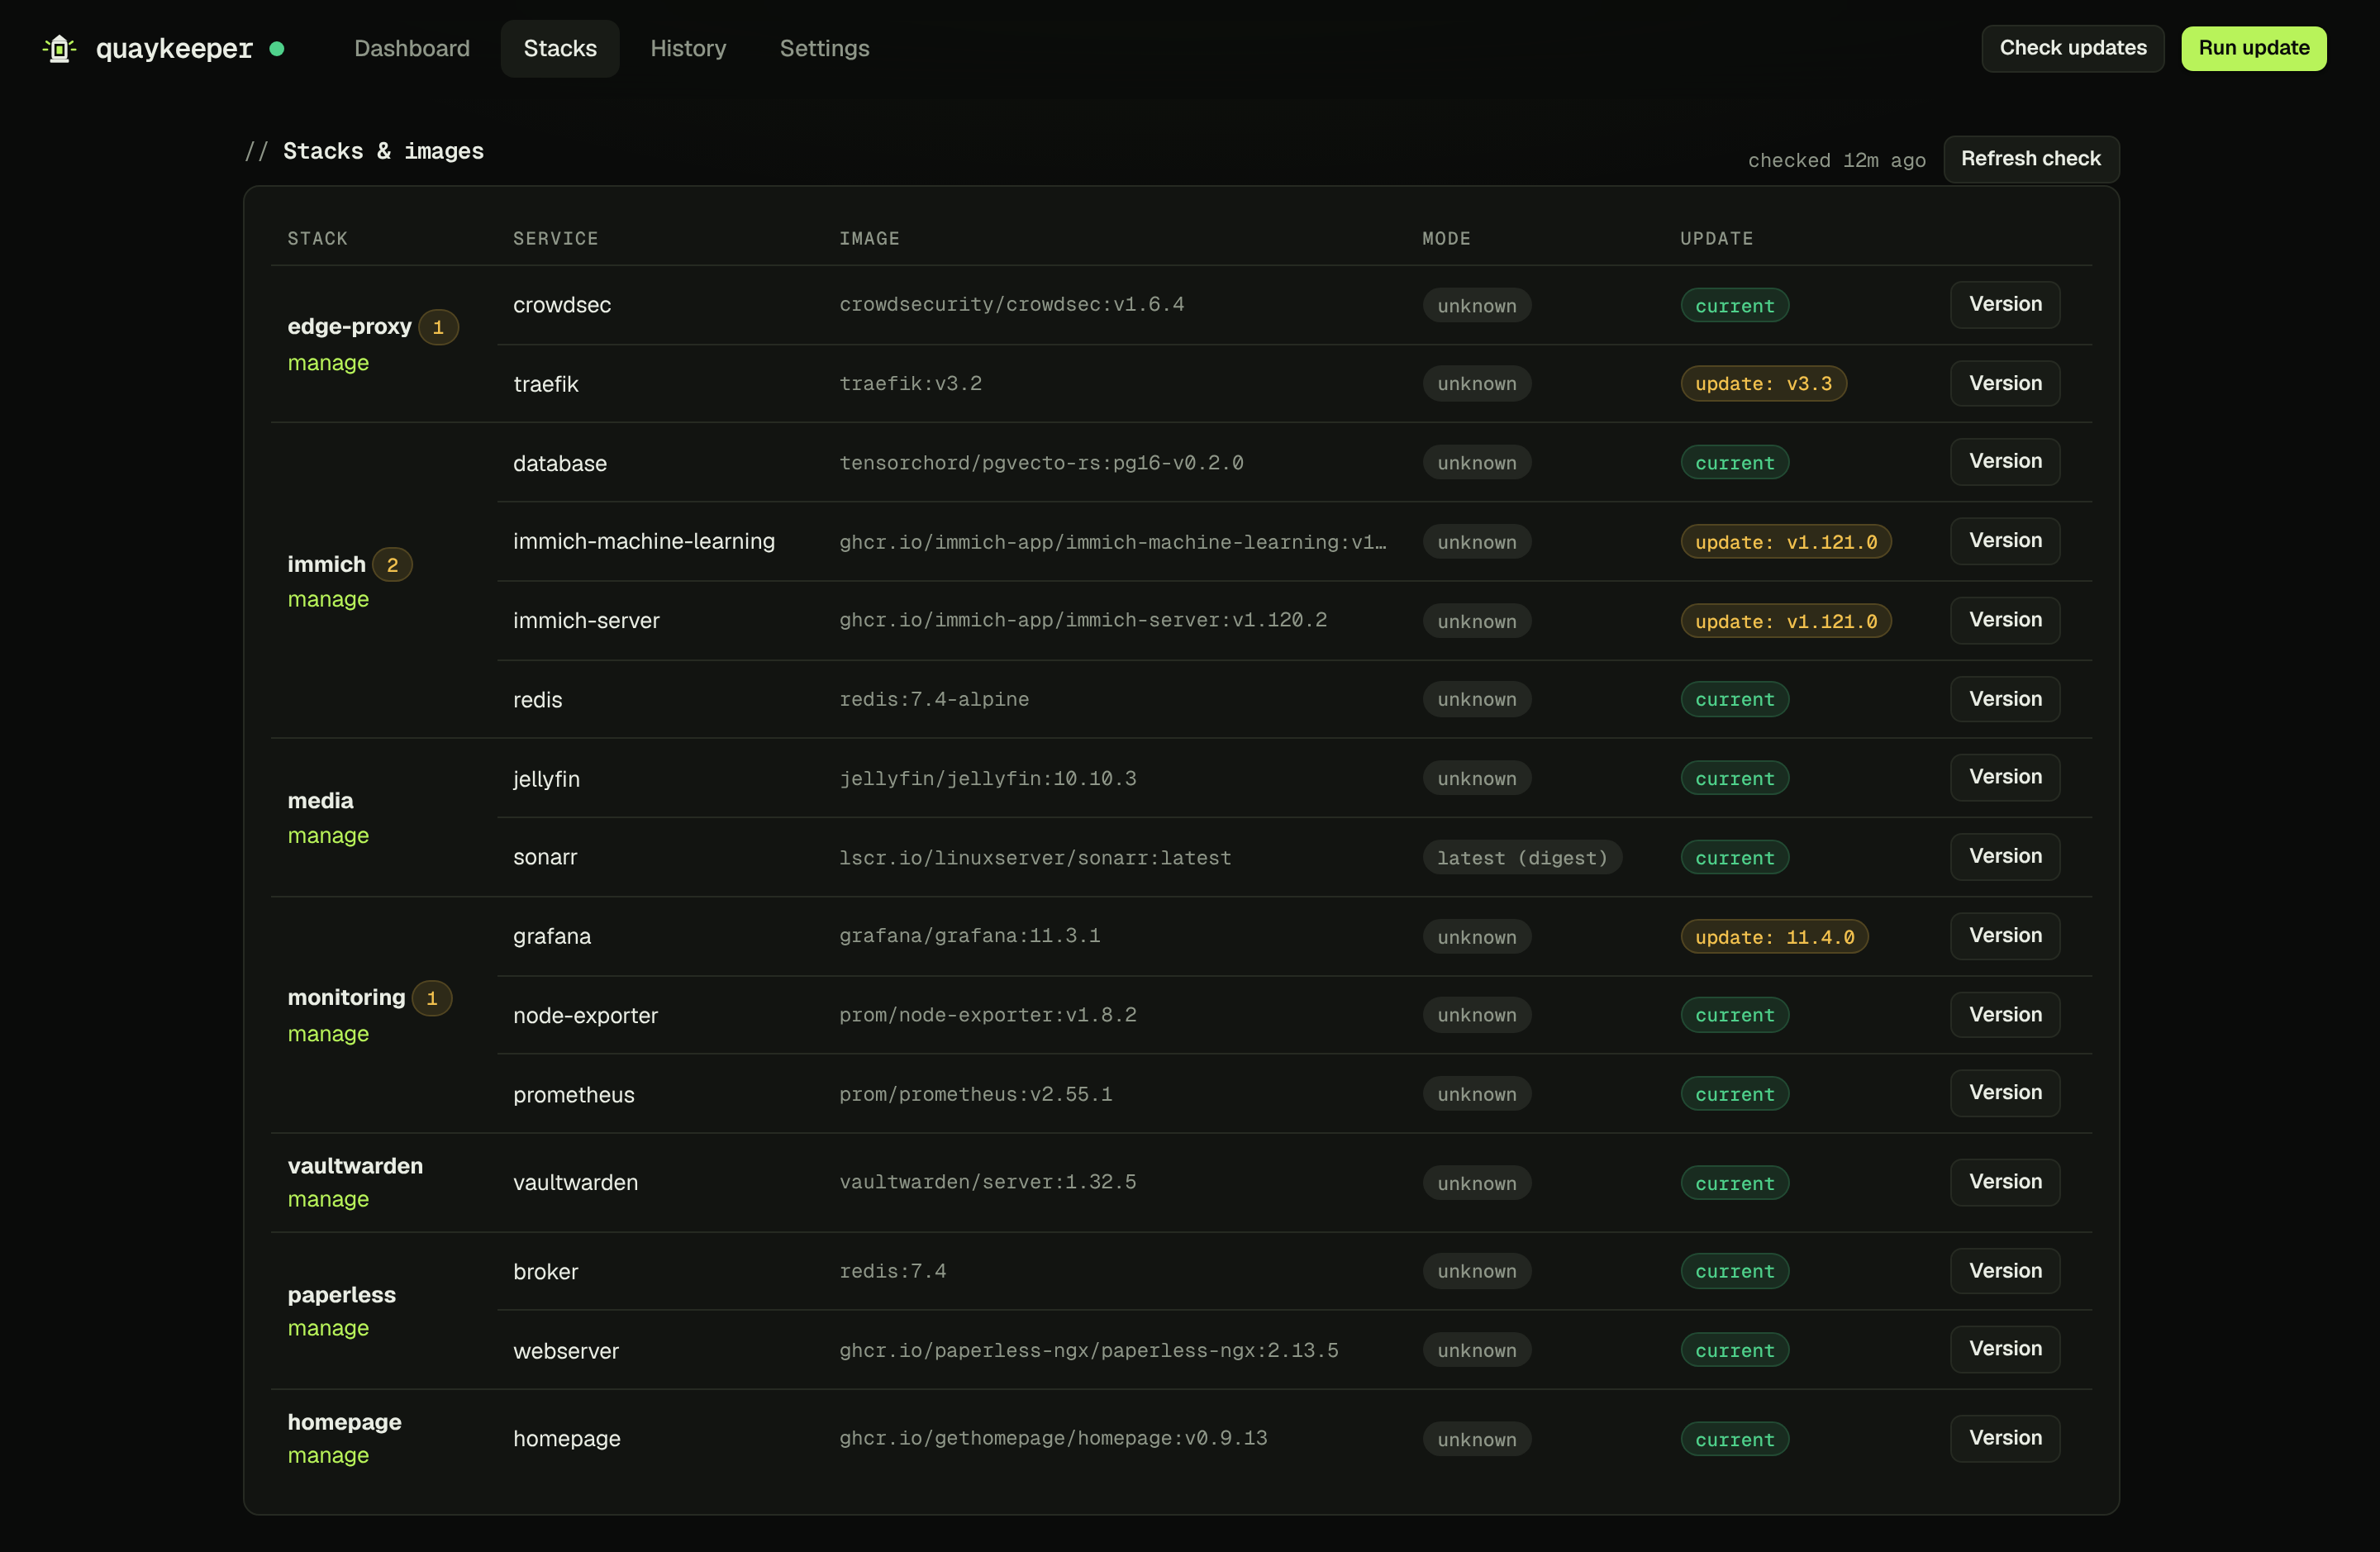 quaykeeper Dashboard Stacks History Settings Check updates Run update
// Stacks & images checked 12m ago Refresh check
STACK SERVICE IMAGE MODE UPDATE
edge-proxy 1
manage
crowdsec crowdsecurity/crowdsec:v1.6.4 unknown current Version
traefik traefik:v3.2 unknown update: v3.3 Version
immich 2
manage
database tensorchord/pgvecto-rs:pg16-v0.2.0 unknown current Version
immich-machine-learning ghcr.io/immich-app/immich-machine-learning:v1… unknown update: v1.121.0 Version
immich-server ghcr.io/immich-app/immich-server:v1.120.2 unknown update: v1.121.0 Version
redis redis:7.4-alpine unknown current Version
media
manage
jellyfin jellyfin/jellyfin:10.10.3 unknown current Version
sonarr lscr.io/linuxserver/sonarr:latest latest (digest) current Version
monitoring 1
manage
grafana grafana/grafana:11.3.1 unknown update: 11.4.0 Version
node-exporter prom/node-exporter:v1.8.2 unknown current Version
prometheus prom/prometheus:v2.55.1 unknown current Version
vaultwarden
manage
vaultwarden vaultwarden/server:1.32.5 unknown current Version
paperless
manage
broker redis:7.4 unknown current Version
webserver ghcr.io/paperless-ngx/paperless-ngx:2.13.5 unknown current Version
homepage
manage
homepage ghcr.io/gethomepage/homepage:v0.9.13 unknown current Version